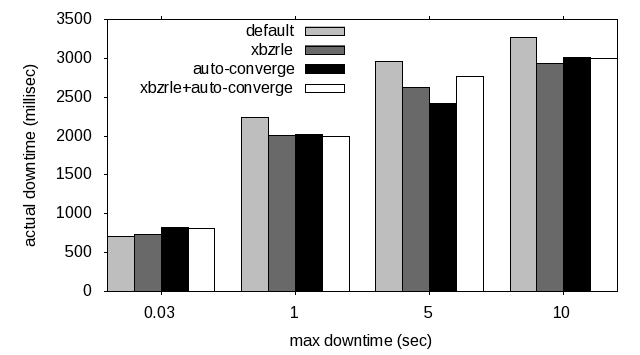 3500
3000
2500
2000
1500
1000
500
0
actual downtime (millisec)
default
xbzrle
auto-converge
xbzrle+auto-converge
0.03 1 5 10
max downtime (sec)